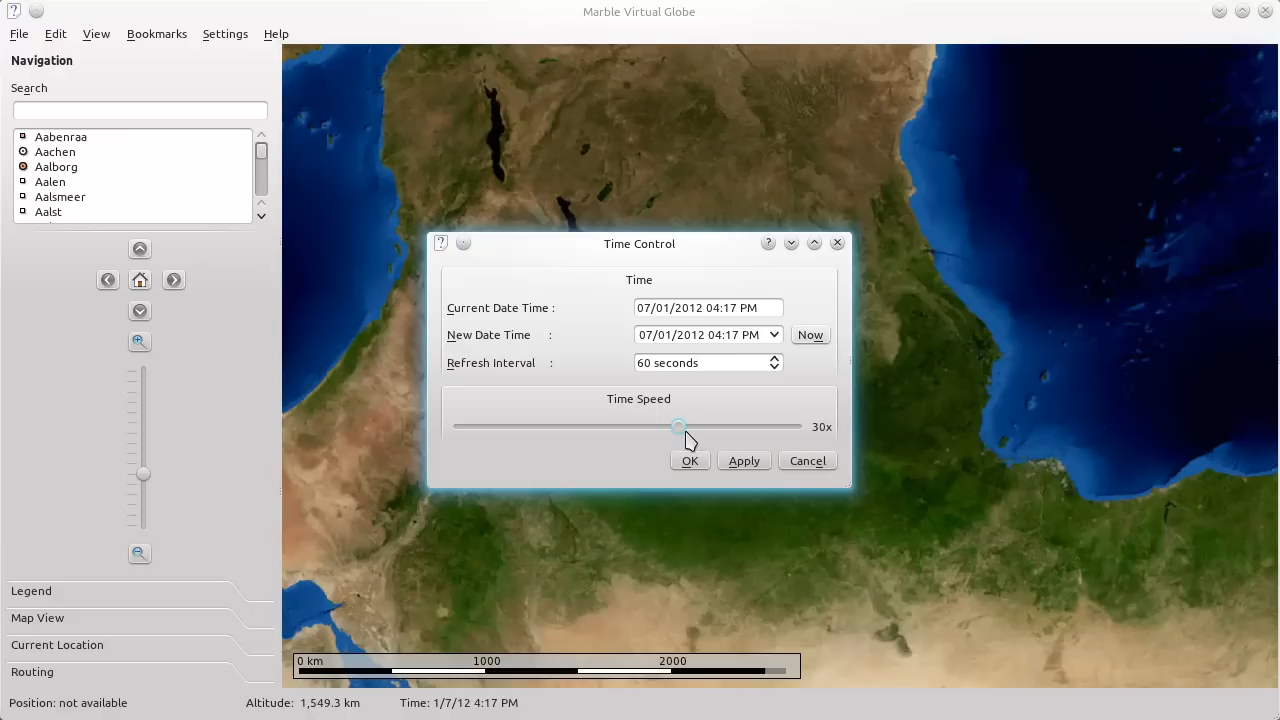 Marble Virtual Globe
File Edit View Bookmarks Settings Help
Navigation
Search
Aabenraa
Aachen
Aalborg
Aalen
Aalsmeer
Aalst
Time Control
Time
Current Date Time : 07/01/2012 04:17 PM
New Date Time : 07/01/2012 04:17 PM Now
Refresh Interval : 60 seconds
Time Speed
30x
OK Apply Cancel
Legend
Map View
Current Location
Routing
0 km 1000 2000
Position: not available Altitude: 1,549.3 km Time: 1/7/12 4:17 PM